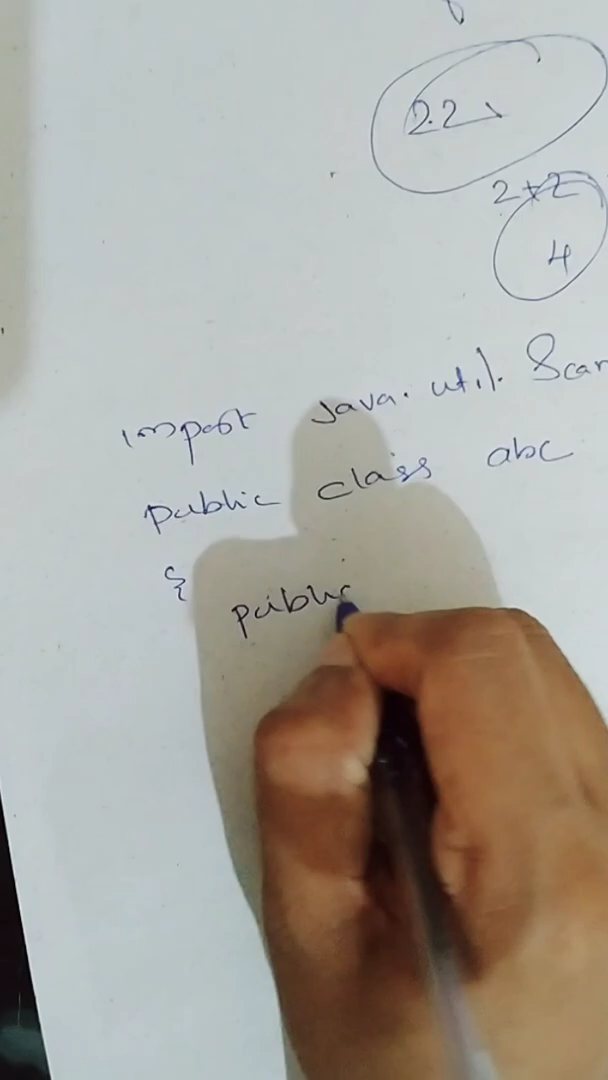 2.2
2+2
4
import java.util.Scan
public class abc
{
public